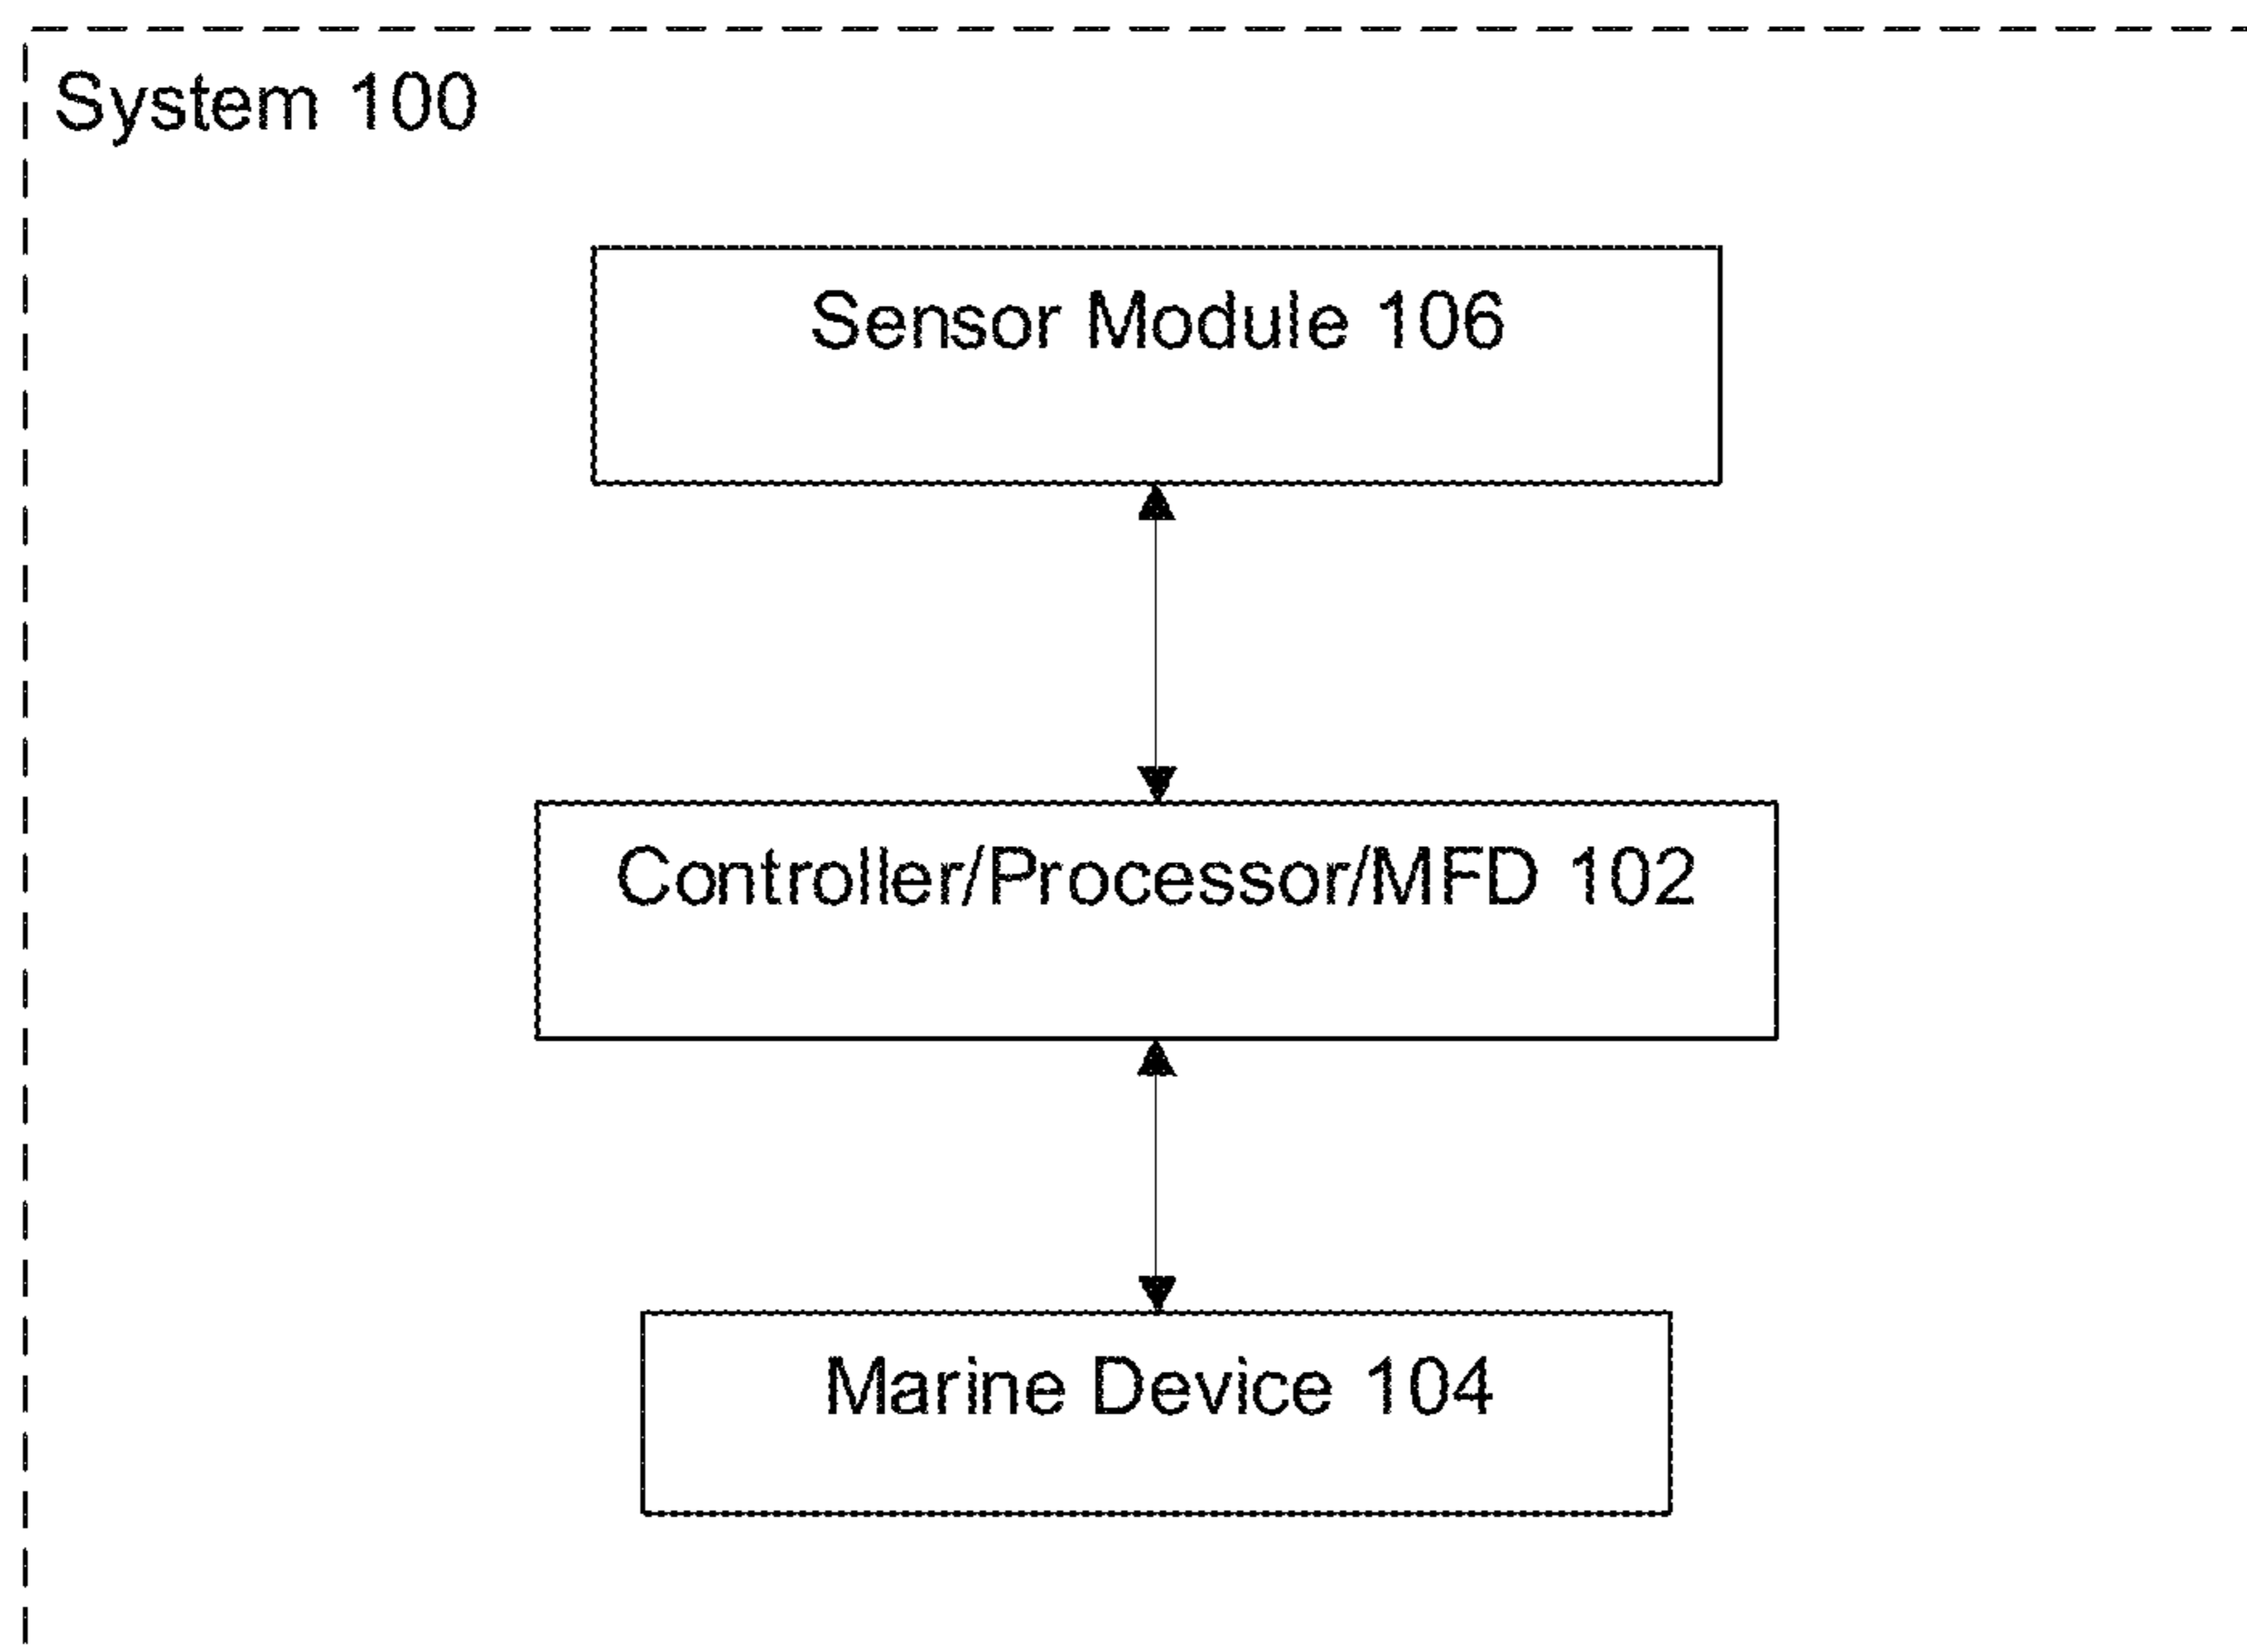 System 100
Sensor Module 106
Controller/Processor/MFD 102
Marine Device 104